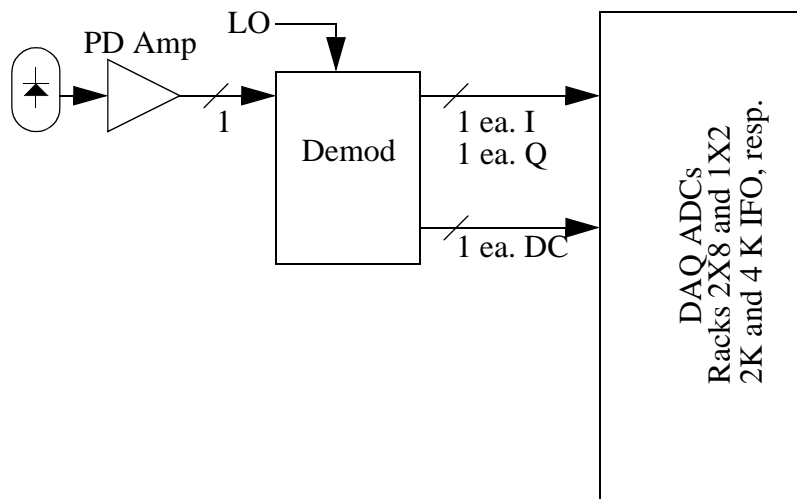 LO
PD Amp
1
Demod
1 ea. I
1 ea. Q
1 ea. DC
DAQ ADCs
Racks 2X8 and 1X2
2K and 4 K IFO, resp.